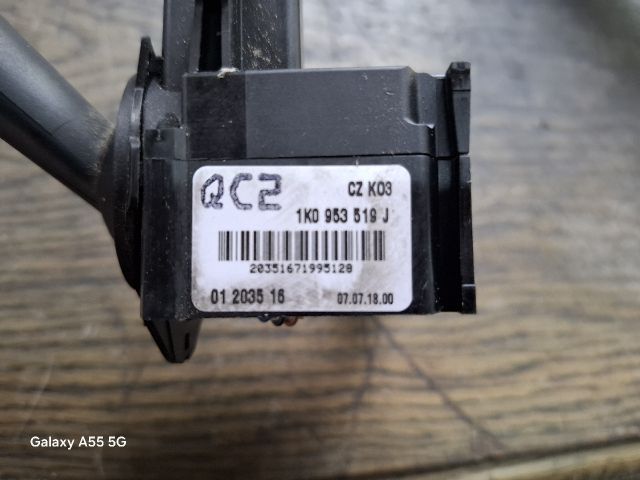 QC2
CZ K03
1K0 953 519 J
20351671995128
01 2035 16
07.07.18.00
Galaxy A55 5G